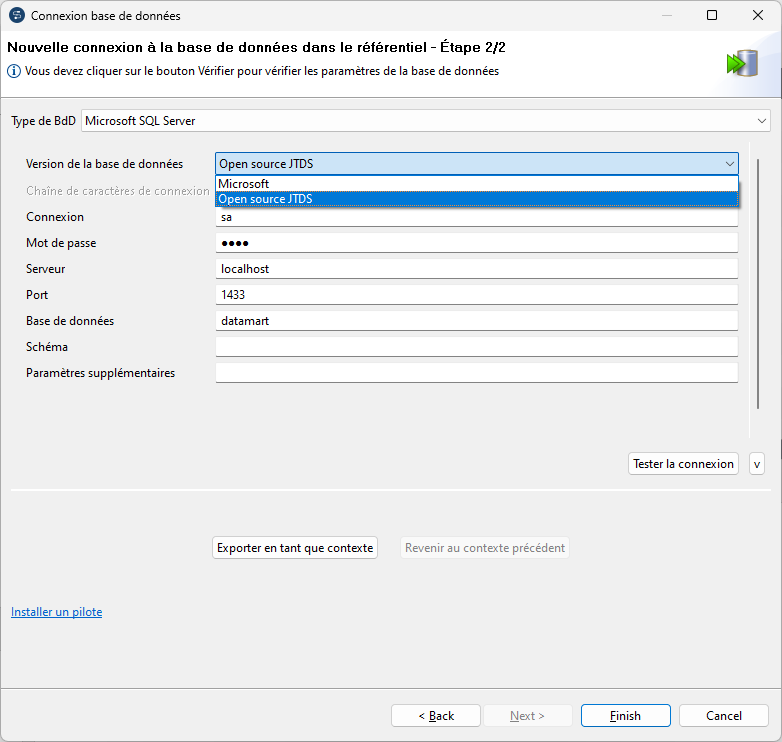 Connexion base de données
Nouvelle connexion à la base de données dans le référentiel - Étape 2/2
Vous devez cliquer sur le bouton Vérifier pour vérifier les paramètres de la base de données
Type de BdD Microsoft SQL Server
Version de la base de données Open source JTDS
Microsoft
Chaîne de caractères de connexion Open source JTDS
Connexion sa
Mot de passe ●●●●
Serveur localhost
Port 1433
Base de données datamart
Schéma
Paramètres supplémentaires
Tester la connexion v
Exporter en tant que contexte Revenir au contexte précédent
Installer un pilote
< Back Next > Finish Cancel